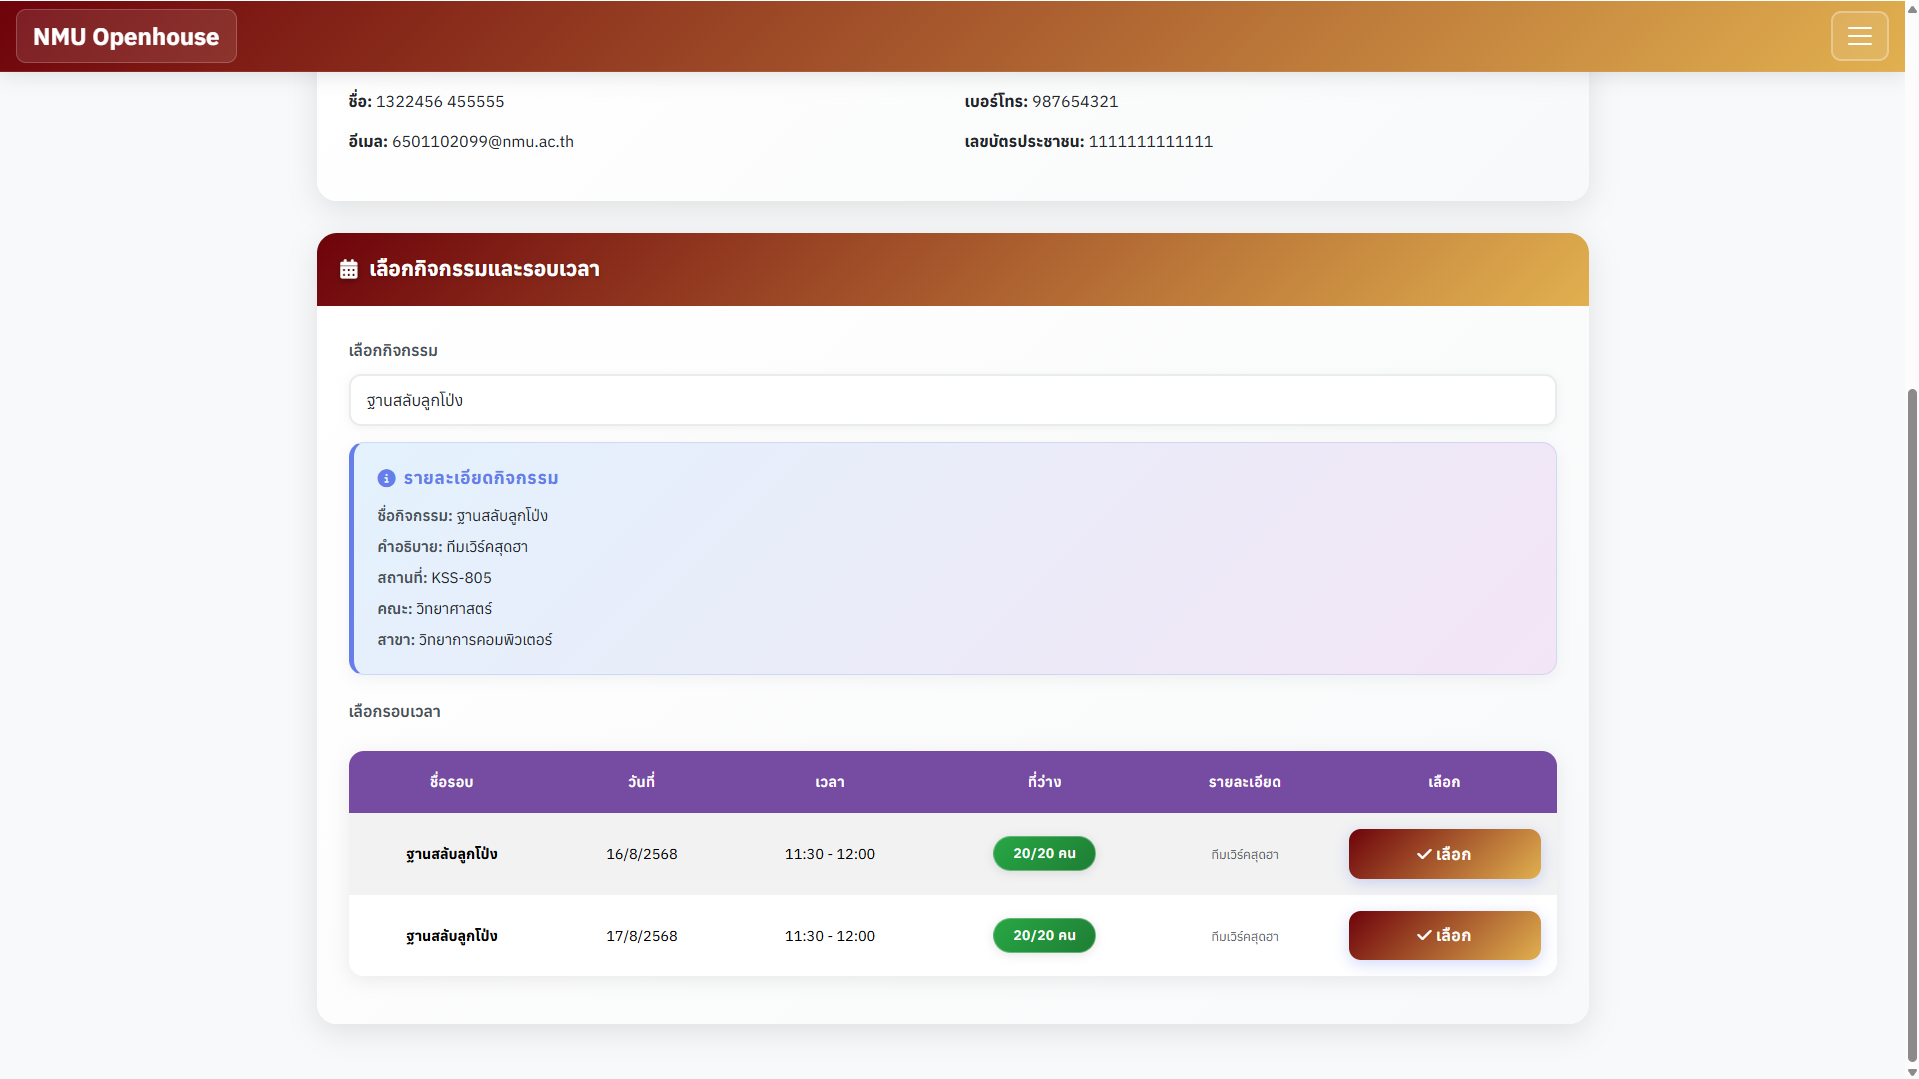 NMU Openhouse
ชื่อ: 1322456 455555
เบอร์โทร: 987654321
อีเมล: 6501102099@nmu.ac.th
เลขบัตรประชาชน: 1111111111111
เลือกกิจกรรมและรอบเวลา
เลือกกิจกรรม
ฐานสลับลูกโป่ง
รายละเอียดกิจกรรม
ชื่อกิจกรรม: ฐานสลับลูกโป่ง
คำอธิบาย: ทีมเวิร์คสุดฮา
สถานที่: KSS-805
คณะ: วิทยาศาสตร์
สาขา: วิทยาการคอมพิวเตอร์
เลือกรอบเวลา
ชื่อรอบ วันที่ เวลา ที่ว่าง รายละเอียด เลือก
ฐานสลับลูกโป่ง 16/8/2568 11:30 - 12:00 20/20 คน ทีมเวิร์คสุดฮา เลือก
ฐานสลับลูกโป่ง 17/8/2568 11:30 - 12:00 20/20 คน ทีมเวิร์คสุดฮา เลือก